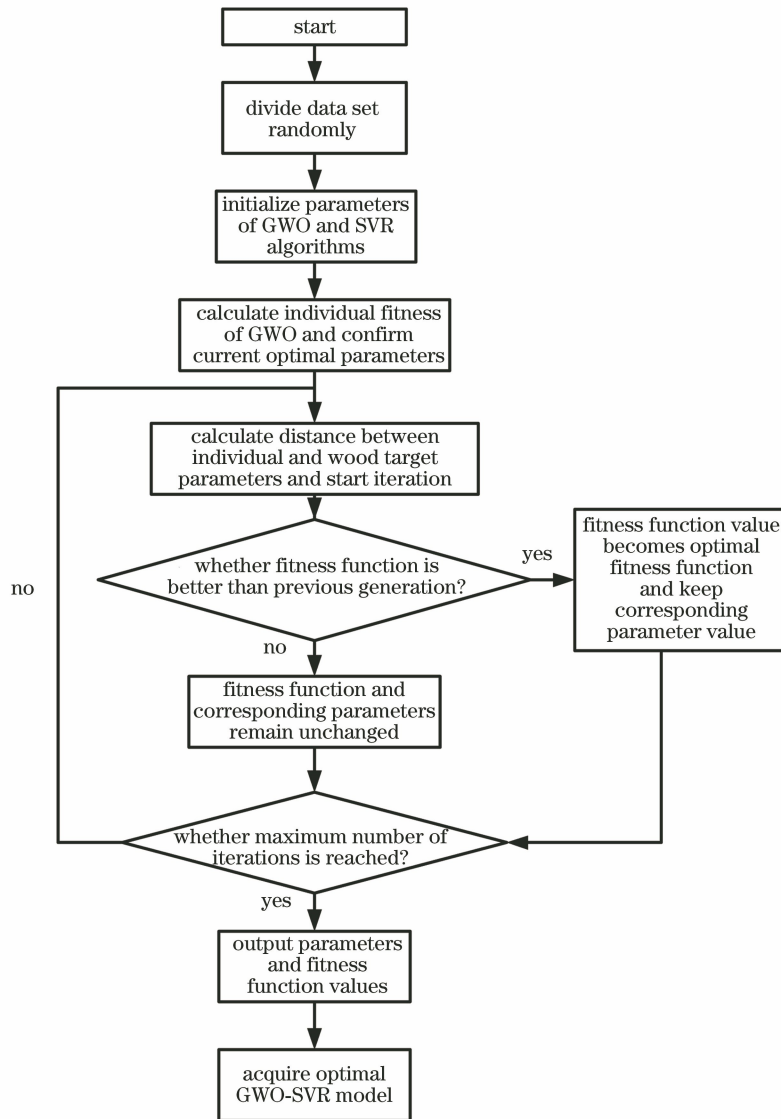 start
divide data set
randomly
initialize parameters
of GWO and SVR
algorithms
calculate individual fitness
of GWO and confirm
current optimal parameters
calculate distance between
individual and wood target
parameters and start iteration
whether fitness function is
better than previous generation?
yes
fitness function value
becomes optimal
fitness function
and keep
corresponding
parameter value
no
no
fitness function and
corresponding parameters
remain unchanged
whether maximum number of
iterations is reached?
yes
output parameters
and fitness
function values
acquire optimal
GWO-SVR model